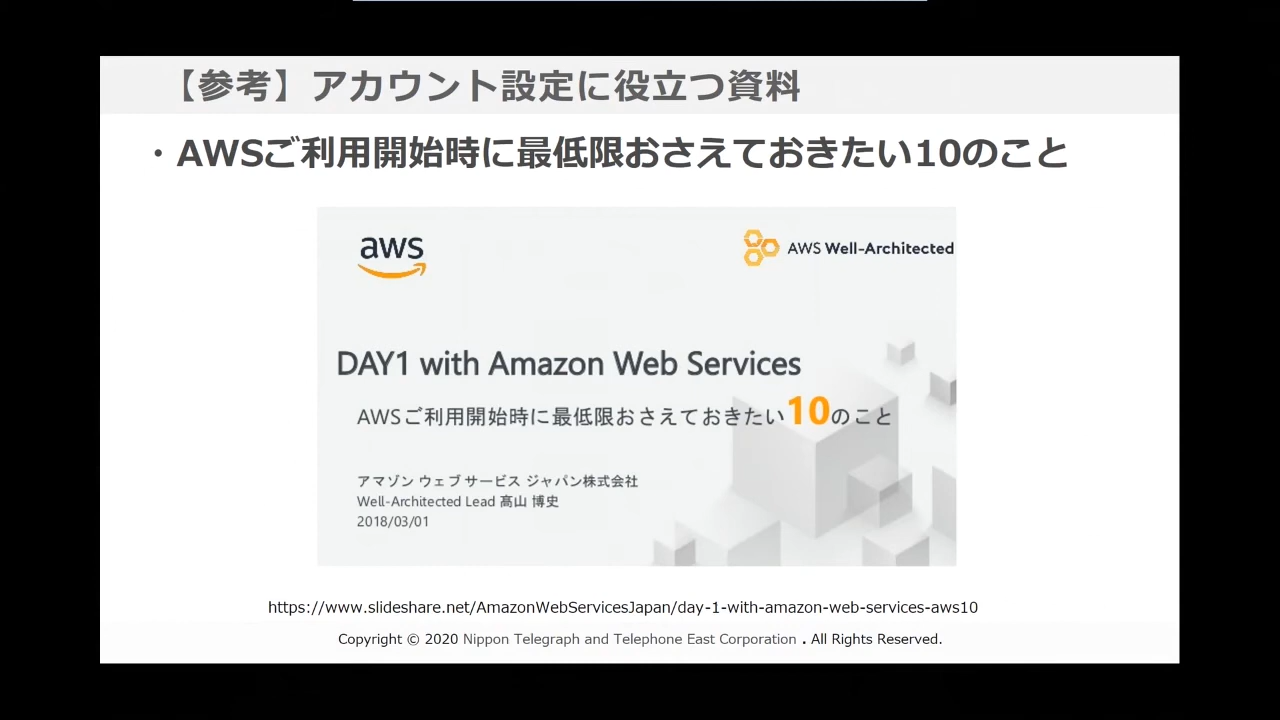 【参考】アカウント設定に役立つ資料
・AWSご利用開始時に最低限おさえておきたい10のこと
aws
AWS Well-Architected
DAY1 with Amazon Web Services
AWSご利用開始時に最低限おさえておきたい10のこと
アマゾン ウェブ サービス ジャパン株式会社
Well-Architected Lead 髙山 博史
2018/03/01
https://www.slideshare.net/AmazonWebServicesJapan/day-1-with-amazon-web-services-aws10
Copyright © 2020 Nippon Telegraph and Telephone East Corporation . All Rights Reserved.